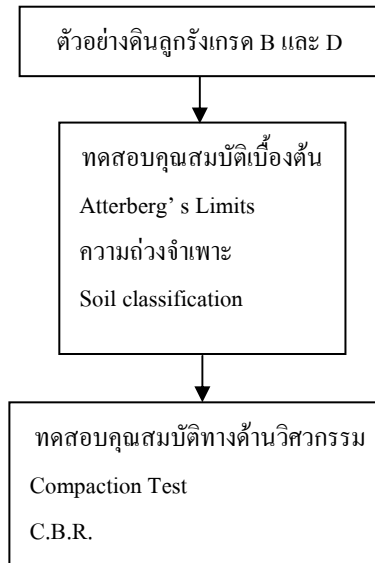 ตัวอย่างดินลูกรังเกรด B และ D
ทดสอบคุณสมบัติเบื้องต้น
Atterberg’ s Limits
ความถ่วงจำเพาะ
Soil classification
ทดสอบคุณสมบัติทางด้านวิศวกรรม
Compaction Test
C.B.R.